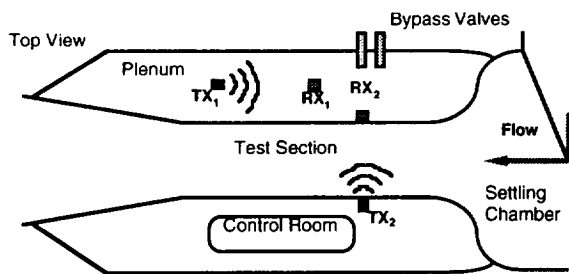 Bypass Valves
Top View
Plenum
TX1
RX1
RX2
Flow
Test Section
Settling
Chamber
Control Room
TX2